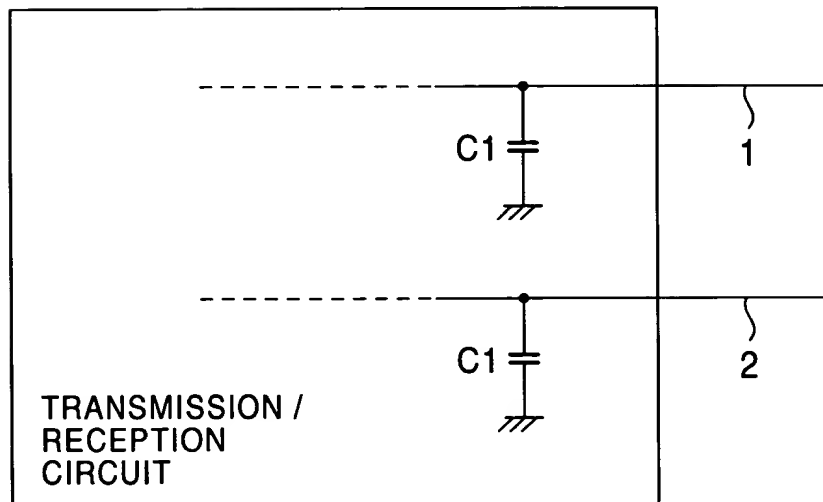 C1
1
C1
2
TRANSMISSION /
RECEPTION
CIRCUIT